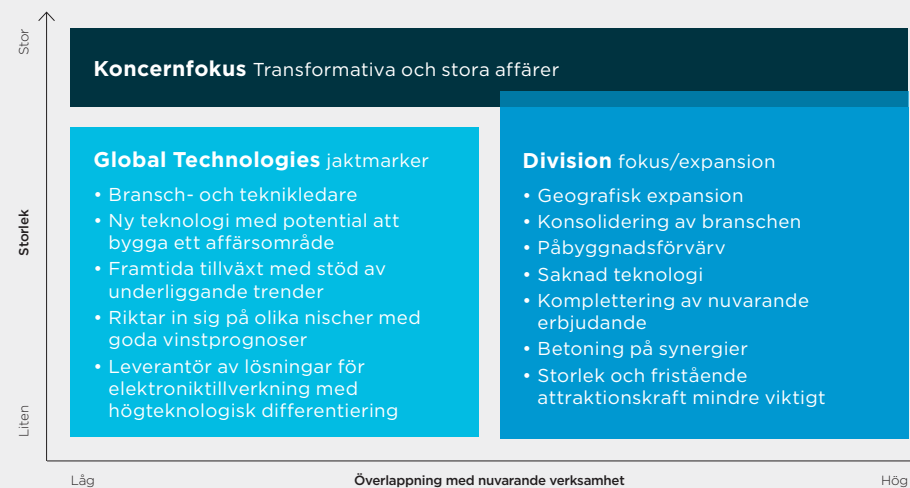 Stor
Koncernfokus Transformativa och stora affärer
Global Technologies jaktmarker
• Bransch- och teknikledare
• Ny teknologi med potential att
bygga ett affärsområde
• Framtida tillväxt med stöd av
underliggande trender
• Riktar in sig på olika nischer med
goda vinstprognoser
• Leverantör av lösningar för
elektroniktillverkning med
högteknologisk differentiering
Division fokus/expansion
• Geografisk expansion
• Konsolidering av branschen
• Påbyggnadsförvärv
• Saknad teknologi
• Komplettering av nuvarande
erbjudande
• Betoning på synergier
• Storlek och fristående
attraktionskraft mindre viktigt
Storlek
Liten
Låg
Överlappning med nuvarande verksamhet
Hög